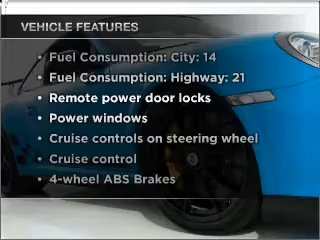 VEHICLE FEATURES
• Fuel Consumption: City: 14
• Fuel Consumption: Highway: 21
• Remote power door locks
• Power windows
• Cruise controls on steering wheel
• Cruise control
• 4-wheel ABS Brakes